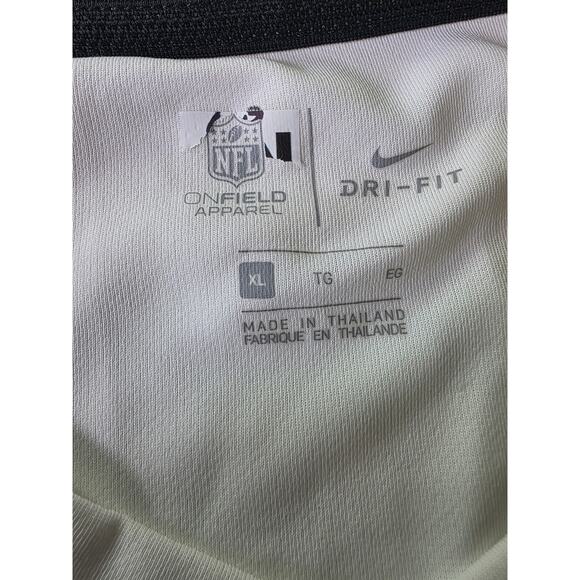 NFL
ONFIELD
APPAREL
DRI-FIT
XL TG EG
MADE IN THAILAND
FABRIQUE EN THAILANDE